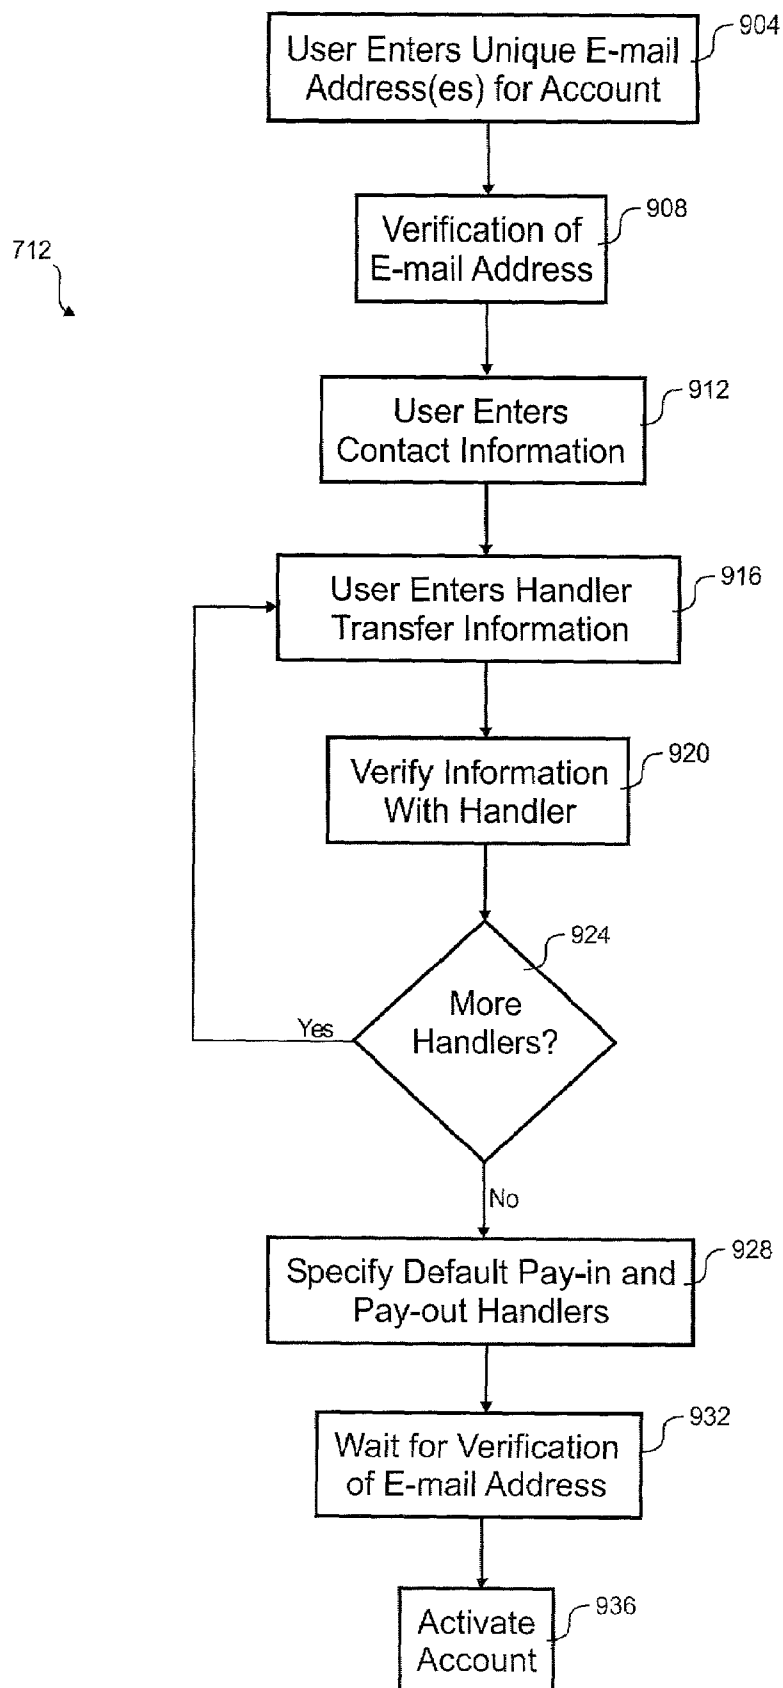 User Enters Unique E-mail
Address(es) for Account
904
Verification of
E-mail Address
908
712
User Enters
Contact Information
912
User Enters Handler
Transfer Information
916
Verify Information
With Handler
920
924
More
Handlers?
Yes
No
Specify Default Pay-in and
Pay-out Handlers
928
Wait for Verification
of E-mail Address
932
Activate
Account
936